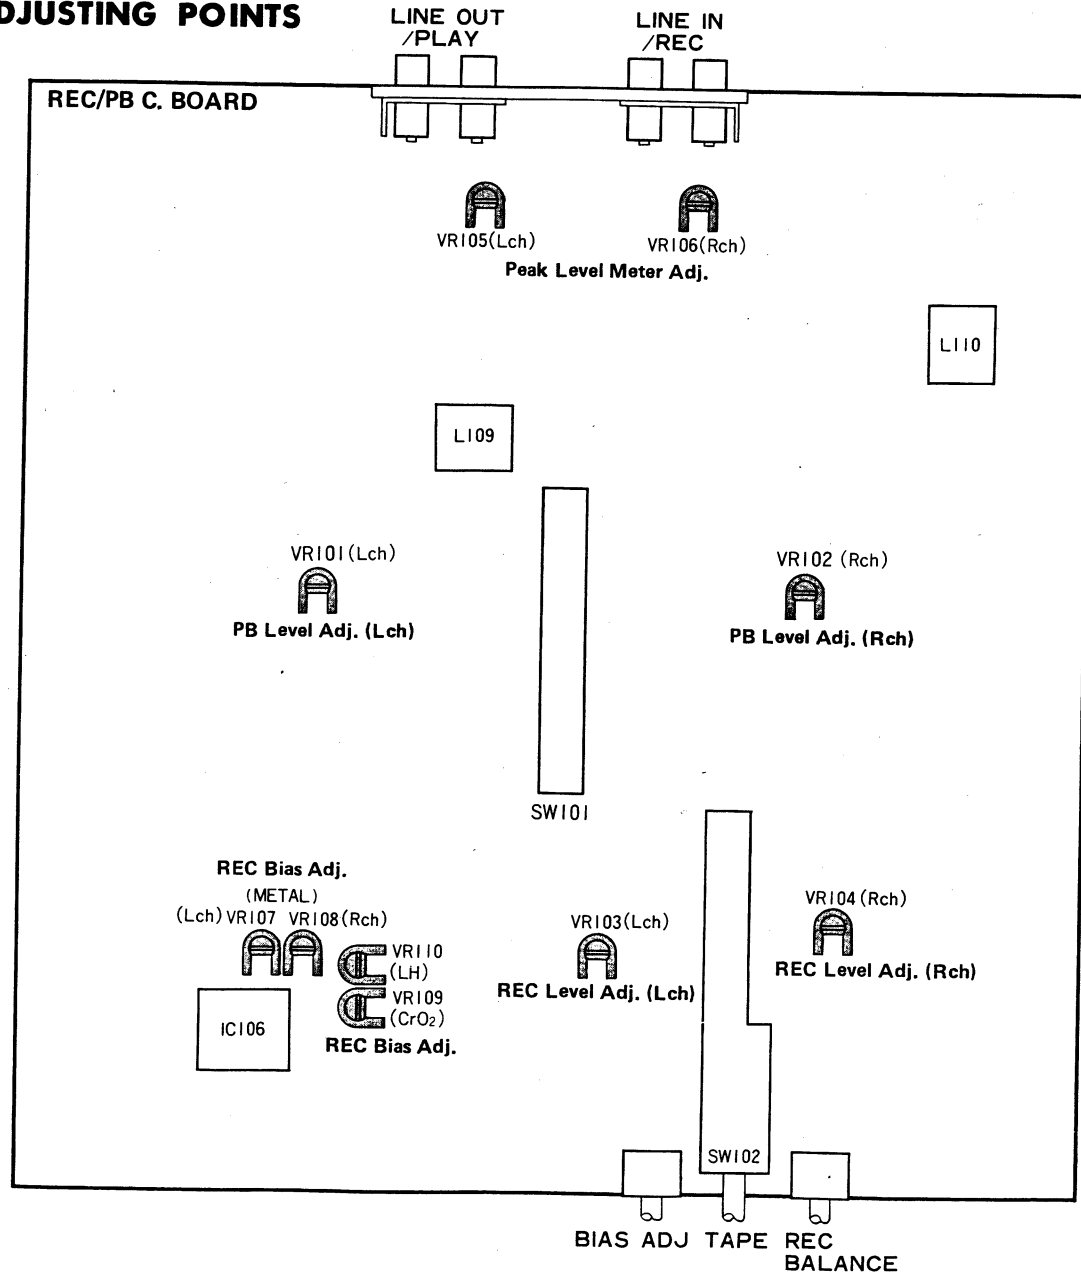 DJUSTING POINTS
LINE OUT
/PLAY
LINE IN
/REC
REC/PB C. BOARD
VR105(Lch)
VR106(Rch)
Peak Level Meter Adj.
L110
L109
VR101(Lch)
PB Level Adj. (Lch)
VR102 (Rch)
PB Level Adj. (Rch)
SW101
REC Bias Adj.
(METAL)
(Lch) VR107 VR108(Rch)
VR110
(LH)
VR109
(CrO2)
REC Bias Adj.
IC106
VR103(Lch)
REC Level Adj. (Lch)
VR104 (Rch)
REC Level Adj. (Rch)
SW102
BIAS ADJ TAPE REC
BALANCE